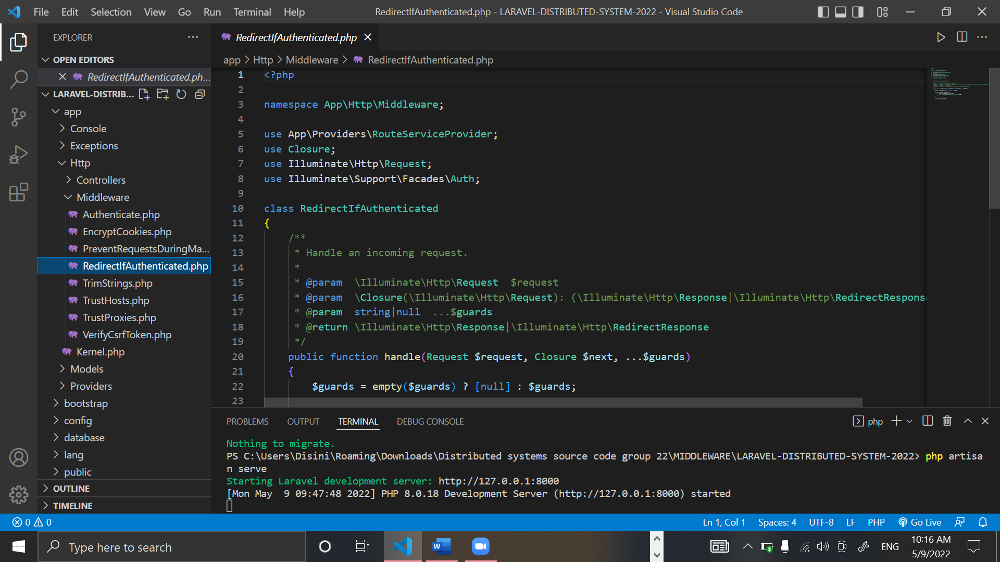 File Edit Selection View Go Run Terminal Help
RedirectIfAuthenticated.php - LARAVEL-DISTRIBUTED-SYSTEM-2022 - Visual Studio Code
EXPLORER
OPEN EDITORS
RedirectIfAuthenticated.ph...
LARAVEL-DISTRIB...
app
Console
Exceptions
Http
Controllers
Middleware
Authenticate.php
EncryptCookies.php
PreventRequestsDuringMa...
RedirectIfAuthenticated.php
TrimStrings.php
TrustHosts.php
TrustProxies.php
VerifyCsrfToken.php
Kernel.php
Models
Providers
bootstrap
config
database
lang
public
OUTLINE
TIMELINE
RedirectIfAuthenticated.php
app > Http > Middleware > RedirectIfAuthenticated.php
1 <?php
2
3 namespace App\Http\Middleware;
4
5 use App\Providers\RouteServiceProvider;
6 use Closure;
7 use Illuminate\Http\Request;
8 use Illuminate\Support\Facades\Auth;
9
10 class RedirectIfAuthenticated
11 {
12 /**
13 * Handle an incoming request.
14 *
15 * @param  \Illuminate\Http\Request  $request
16 * @param  \Closure(\Illuminate\Http\Request): (\Illuminate\Http\Response|\Illuminate\Http\RedirectRespons
17 * @param  string|null  ...$guards
18 * @return \Illuminate\Http\Response|\Illuminate\Http\RedirectResponse
19 */
20 public function handle(Request $request, Closure $next, ...$guards)
21 {
22 $guards = empty($guards) ? [null] : $guards;
23
PROBLEMS OUTPUT TERMINAL DEBUG CONSOLE
php
Nothing to migrate.
PS C:\Users\Disini\Roaming\Downloads\Distributed systems source code group 22\MIDDLEWARE\LARAVEL-DISTRIBUTED-SYSTEM-2022> php artisa
n serve
Starting Laravel development server: http://127.0.0.1:8000
[Mon May  9 09:47:48 2022] PHP 8.0.18 Development Server (http://127.0.0.1:8000) started
0 0
Ln 1, Col 1 Spaces: 4 UTF-8 LF PHP Go Live
Type here to search
ENG
10:16 AM
5/9/2022